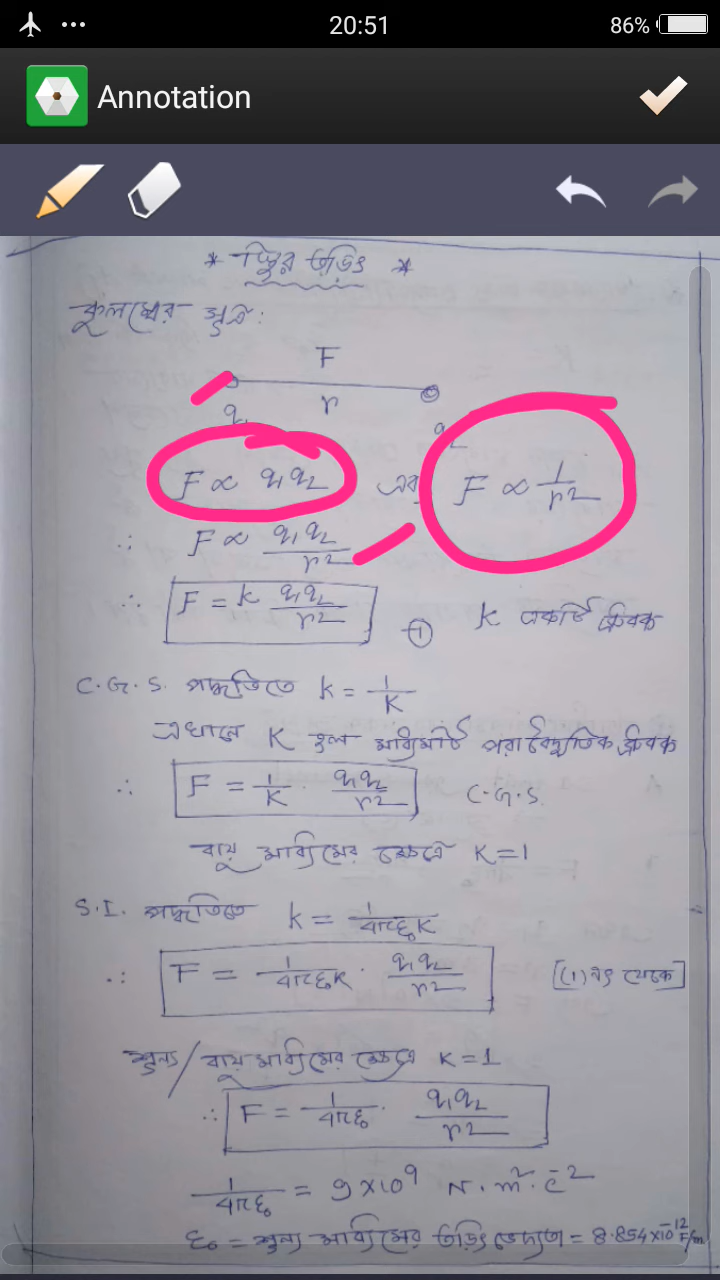 20:51
86%
Annotation
* স্থির তড়িৎ *
কুলম্বের সূত্র:
F
r
q₁
q₂
F ∝ q₁q₂ এবং F ∝ 1/r²
∴ F ∝ q₁q₂/r²
∴ F = k q₁q₂/r² ① k একটি ধ্রুবক
C.G.S. পদ্ধতিতে k = 1/K
এখানে K হল মাধ্যমটির পরাবৈদ্যুতিক ধ্রুবক
∴ F = 1/K · q₁q₂/r² C.G.S.
বায়ু মাধ্যমের ক্ষেত্রে K=1
S.I. পদ্ধতিতে k = 1/4πε₀K
∴ F = 1/4πε₀K · q₁q₂/r² [(1) নং থেকে]
শূন্য/বায়ু মাধ্যমের ক্ষেত্রে K=1
∴ F = 1/4πε₀ · q₁q₂/r²
1/4πε₀ = 9×10⁹ N·m²·C⁻²
ε₀ = শূন্য মাধ্যমের তড়িৎভেদ্যতা = 8.854×10⁻¹² F/m